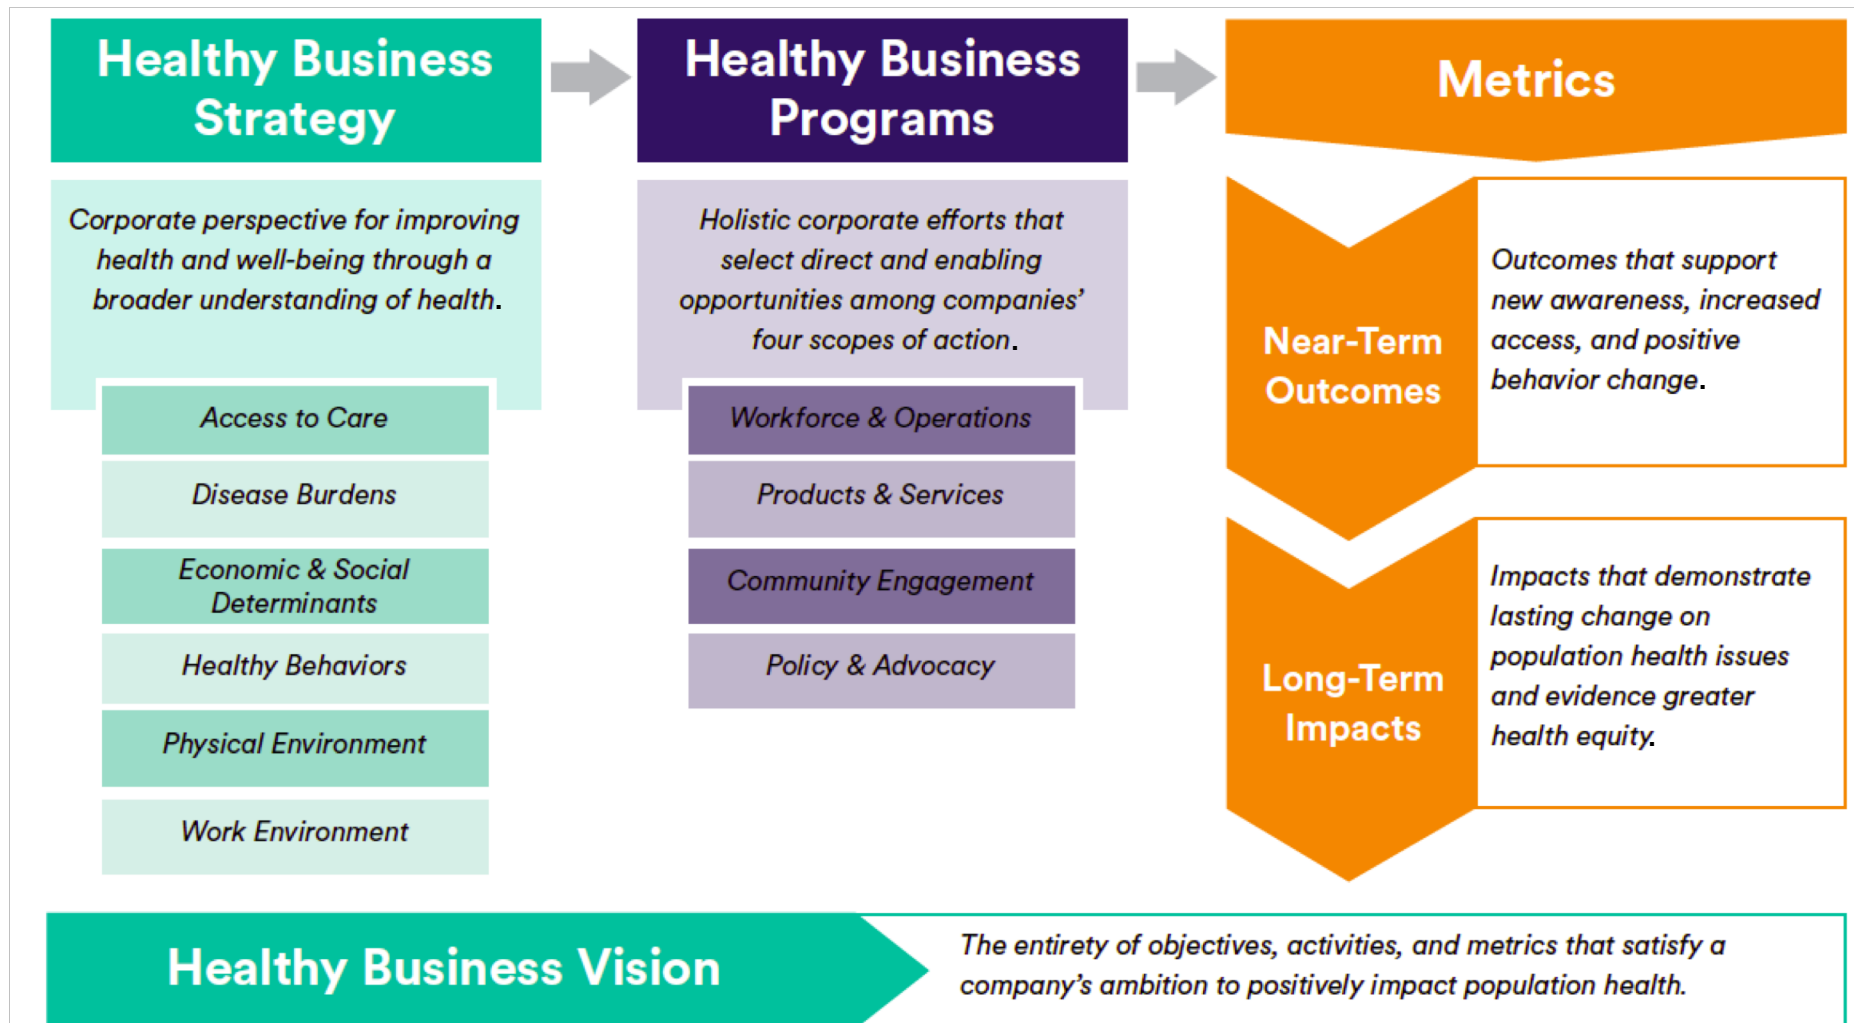 Healthy Business
Strategy
Corporate perspective for improving
health and well-being through a
broader understanding of health.
Access to Care
Disease Burdens
Economic & Social
Determinants
Healthy Behaviors
Physical Environment
Work Environment
Healthy Business
Programs
Holistic corporate efforts that
select direct and enabling
opportunities among companies’
four scopes of action.
Workforce & Operations
Products & Services
Community Engagement
Policy & Advocacy
Metrics
Near-Term
Outcomes
Outcomes that support
new awareness, increased
access, and positive
behavior change.
Long-Term
Impacts
Impacts that demonstrate
lasting change on
population health issues
and evidence greater
health equity.
Healthy Business Vision
The entirety of objectives, activities, and metrics that satisfy a
company’s ambition to positively impact population health.